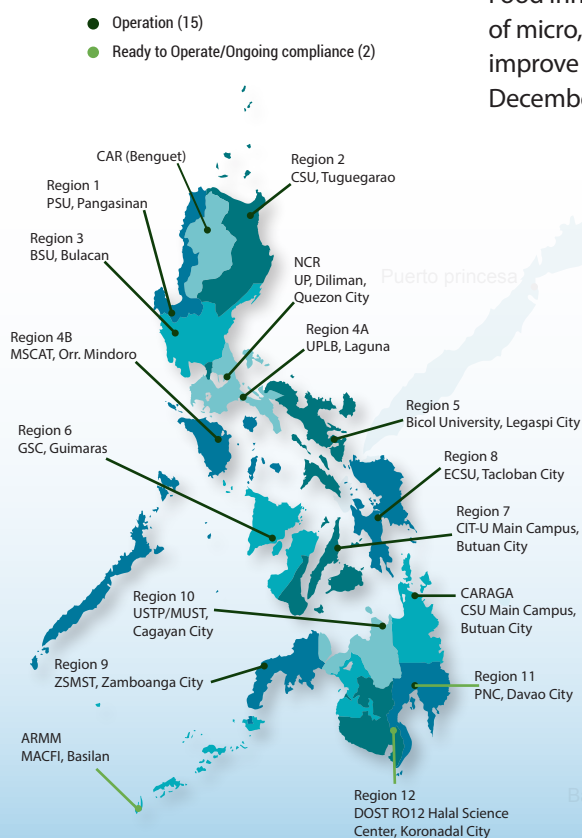 Operation (15)
Ready to Operate/Ongoing compliance (2)
of micro,
improve
Decembe
CAR (Benguet)
Region 2
CSU, Tuguegarao
Region 1
PSU, Pangasinan
Region 3
BSU, Bulacan
NCR
UP, Diliman,
Quezon City
Puerto princesa
Region 4A
UPLB, Laguna
Region 4B
MSCAT, Orr. Mindoro
Region 5
Bicol University, Legaspi City
Region 6
GSC, Guimaras
Region 8
ECSU, Tacloban City
Region 7
CIT-U Main Campus,
Butuan City
Region 10
USTP/MUST,
Cagayan City
CARAGA
CSU Main Campus,
Butuan City
Region 9
ZSMST, Zamboanga City
Region 11
PNC, Davao City
ARMM
MACFI, Basilan
Region 12
DOST RO12 Halal Science
Center, Koronadal City